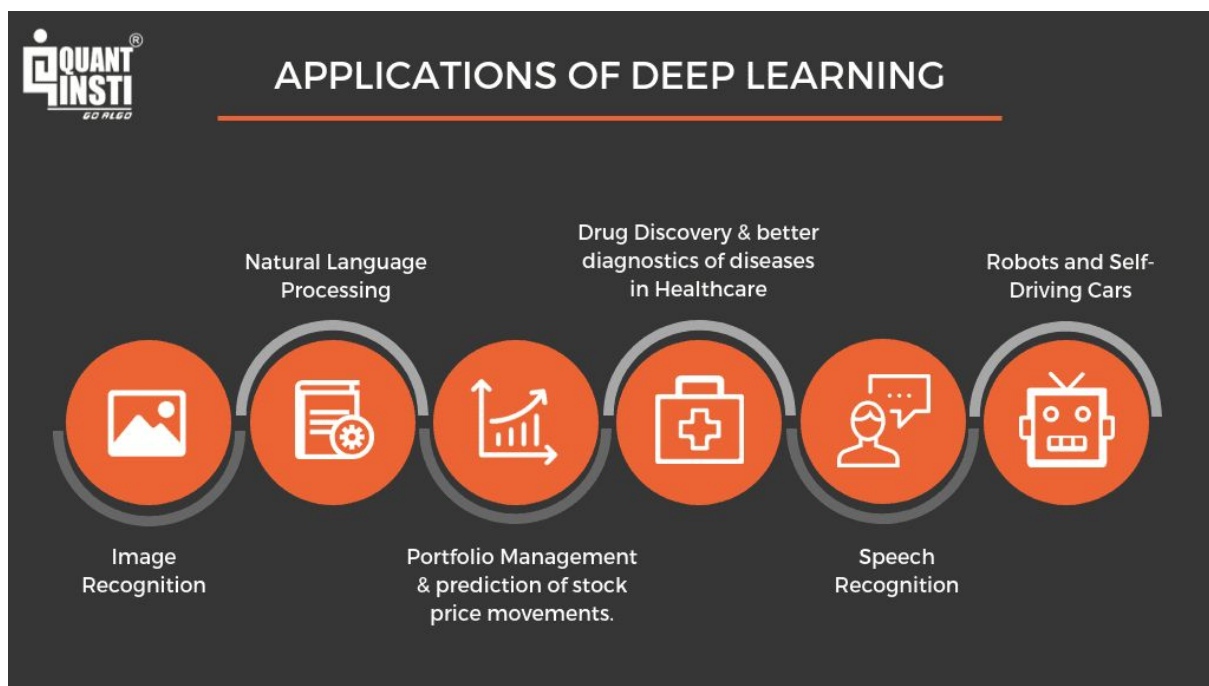 QUANT
INSTI
®
GO ALGO
APPLICATIONS OF DEEP LEARNING
Natural Language
Processing
Drug Discovery & better
diagnostics of diseases
in Healthcare
Robots and Self-
Driving Cars
Image
Recognition
Portfolio Management
& prediction of stock
price movements.
Speech
Recognition